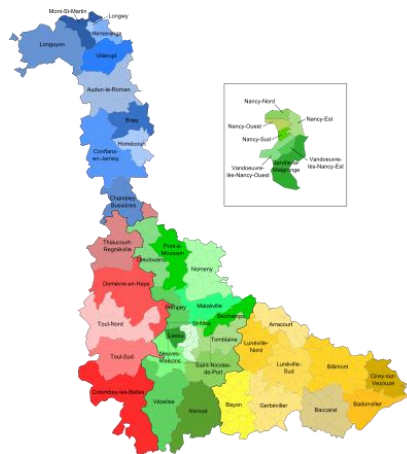 Mont-St-Martin
Longwy
Herserange
Longuyon
Villerupt
Audun-le-Roman
Briey
Homécourt
Conflans-
en-Jarnisy
Chambley-
Bussières
Nancy-Nord
Nancy-Est
Nancy-Ouest
Nancy-Sud
Vandoeuvre-
lès-Nancy-Ouest
Vandoeuvre-
lès-Nancy-Est
Thiaucourt-
Regniéville
Pont-à-
Mousson
Dieulouard
Nomeny
Domèvre-en-Haye
Pompey
Malzéville
Seichamps
Toul-Nord
St-Max
Tomblaine
Toul-Sud
Neuves-
Maisons
Saint-Nicolas-
de-Port
Arracourt
Lunéville-
Nord
Lunéville-
Sud
Blâmont
Cirey-sur-
Vezouze
Badonviller
Colombey-les-Belles
Vézelise
Haroué
Bayon
Gerbéviller
Baccarat